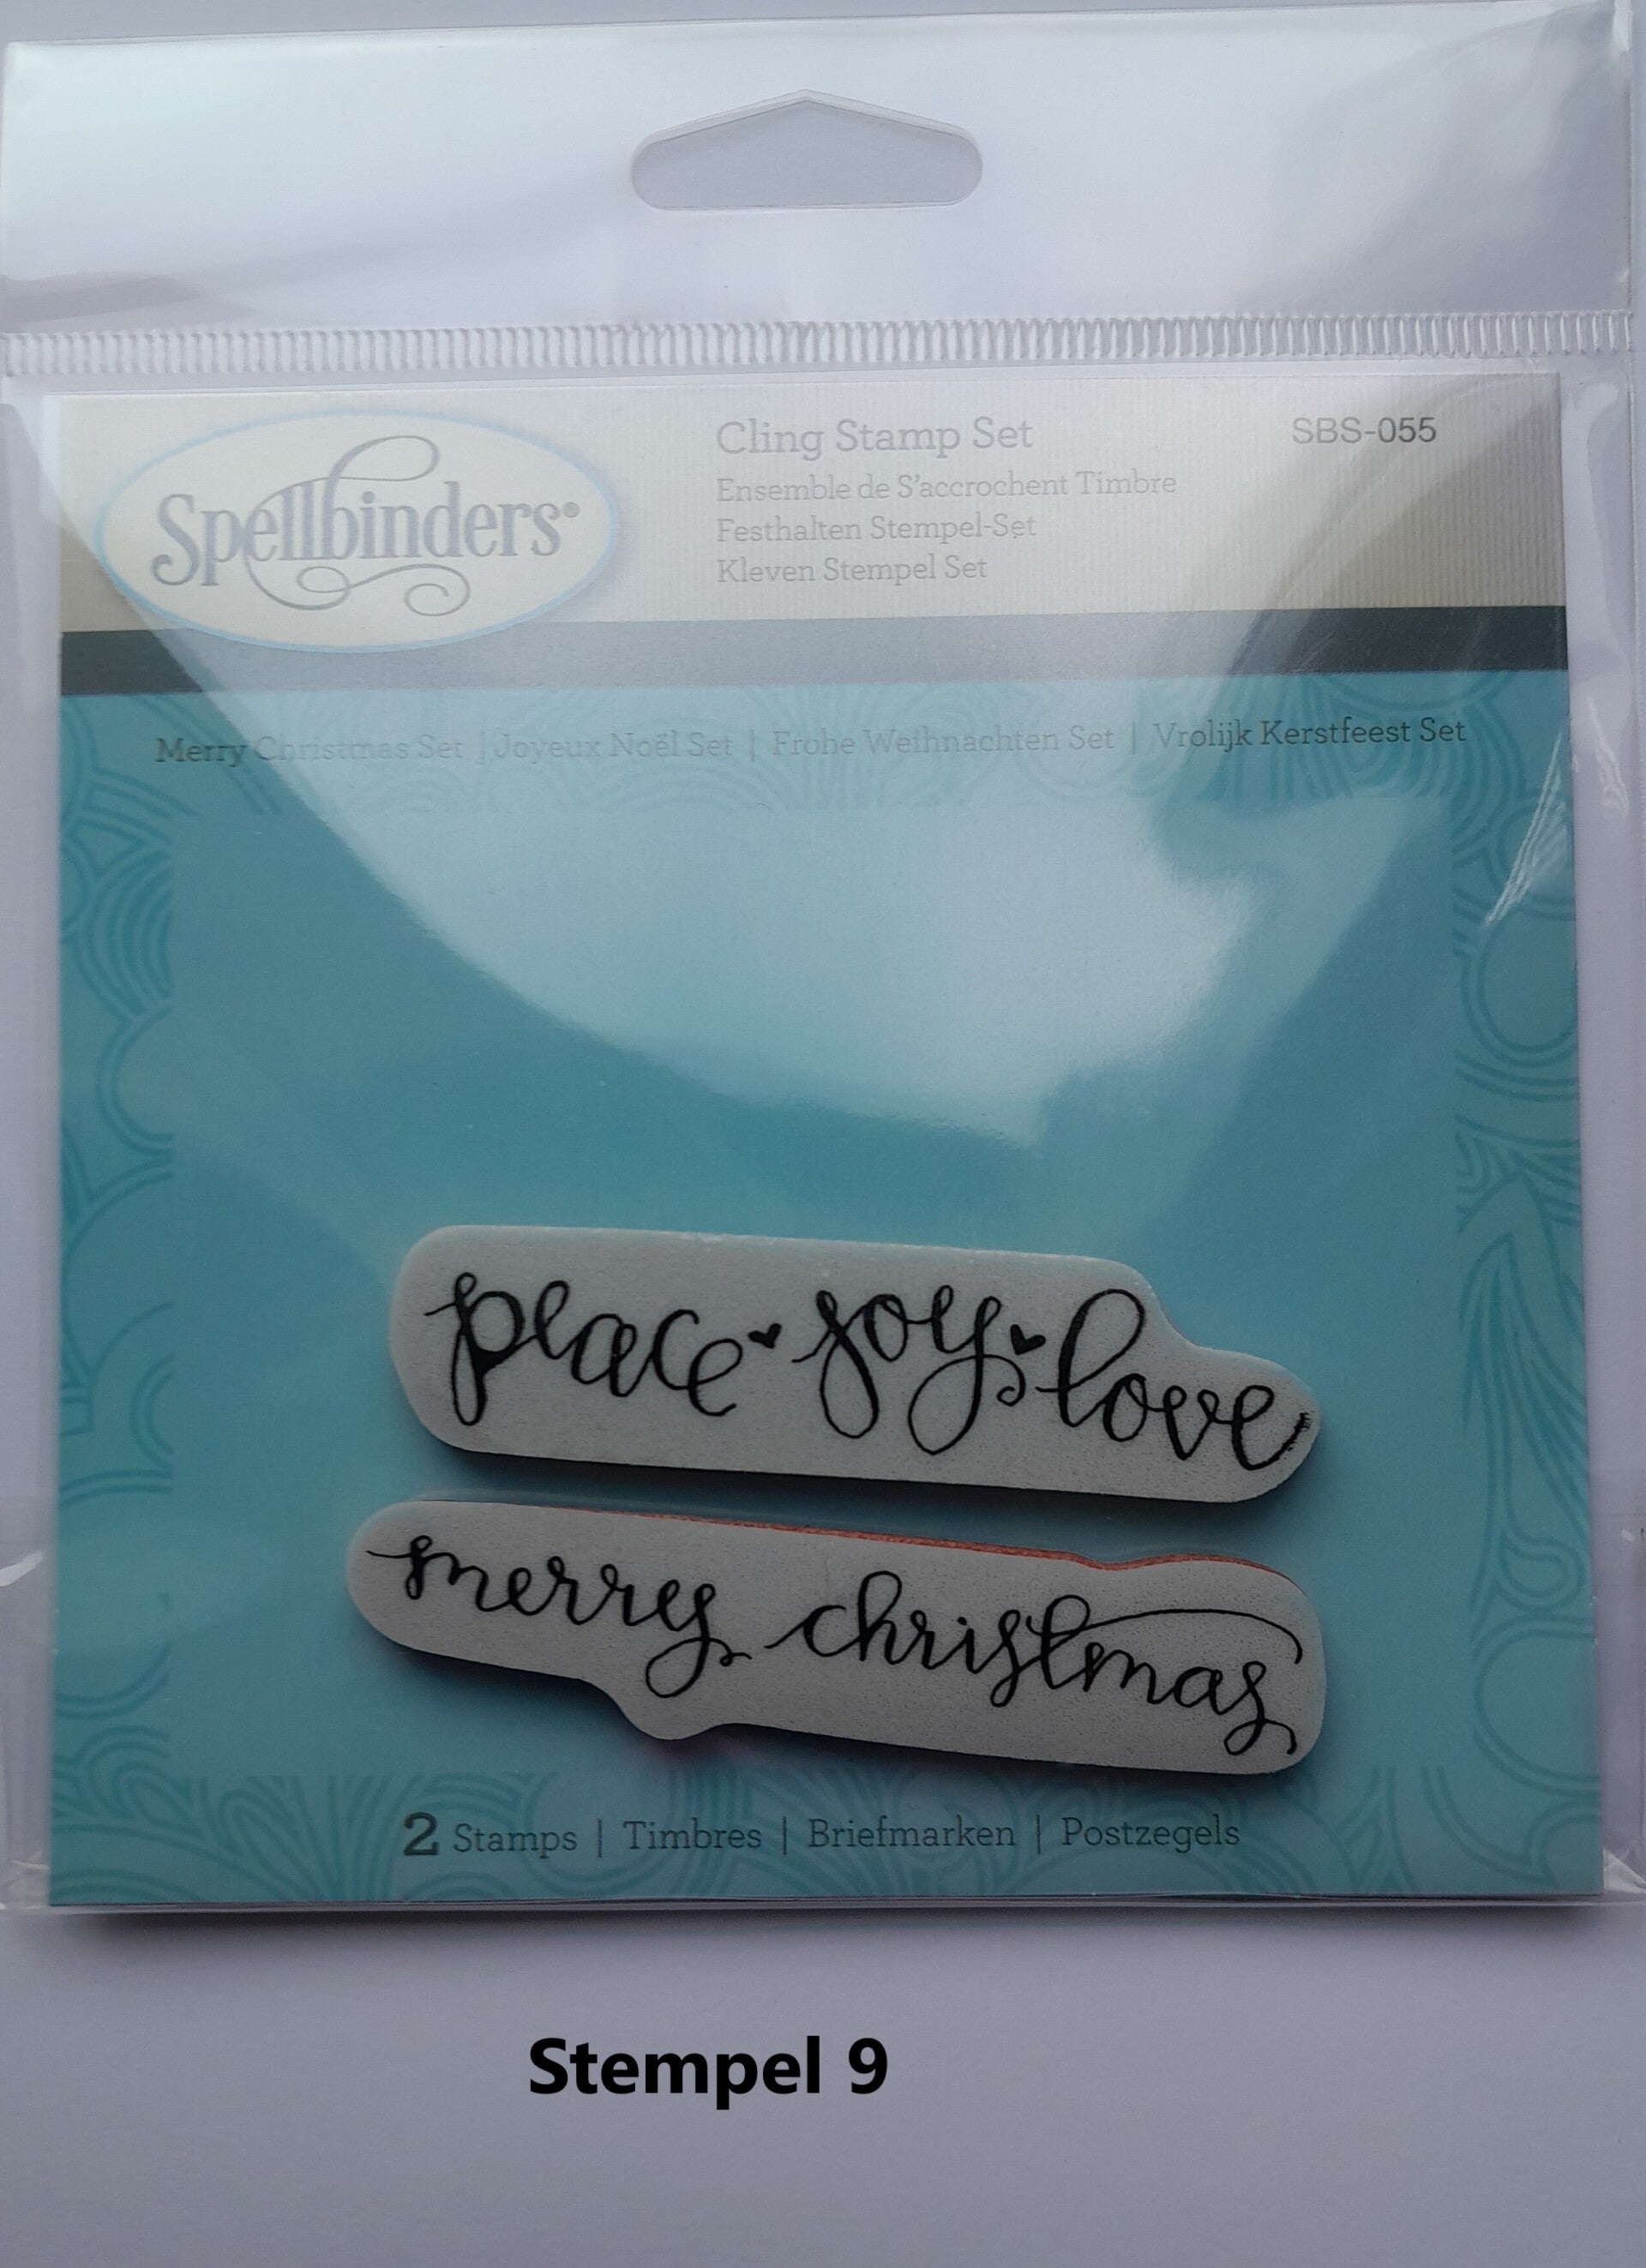 Spellbinders®
Cling Stamp Set
SBS-055
Ensemble de S'accrochent Timbre
Festhalten Stempel-Set
Kleven Stempel Set
Merry Christmas Set | Joyeux Noël Set | Frohe Weihnachten Set | Vrolijk Kerstfeest Set
peace joy love
merry christmas
2 Stamps | Timbres | Briefmarken | Postzegels
Stempel 9